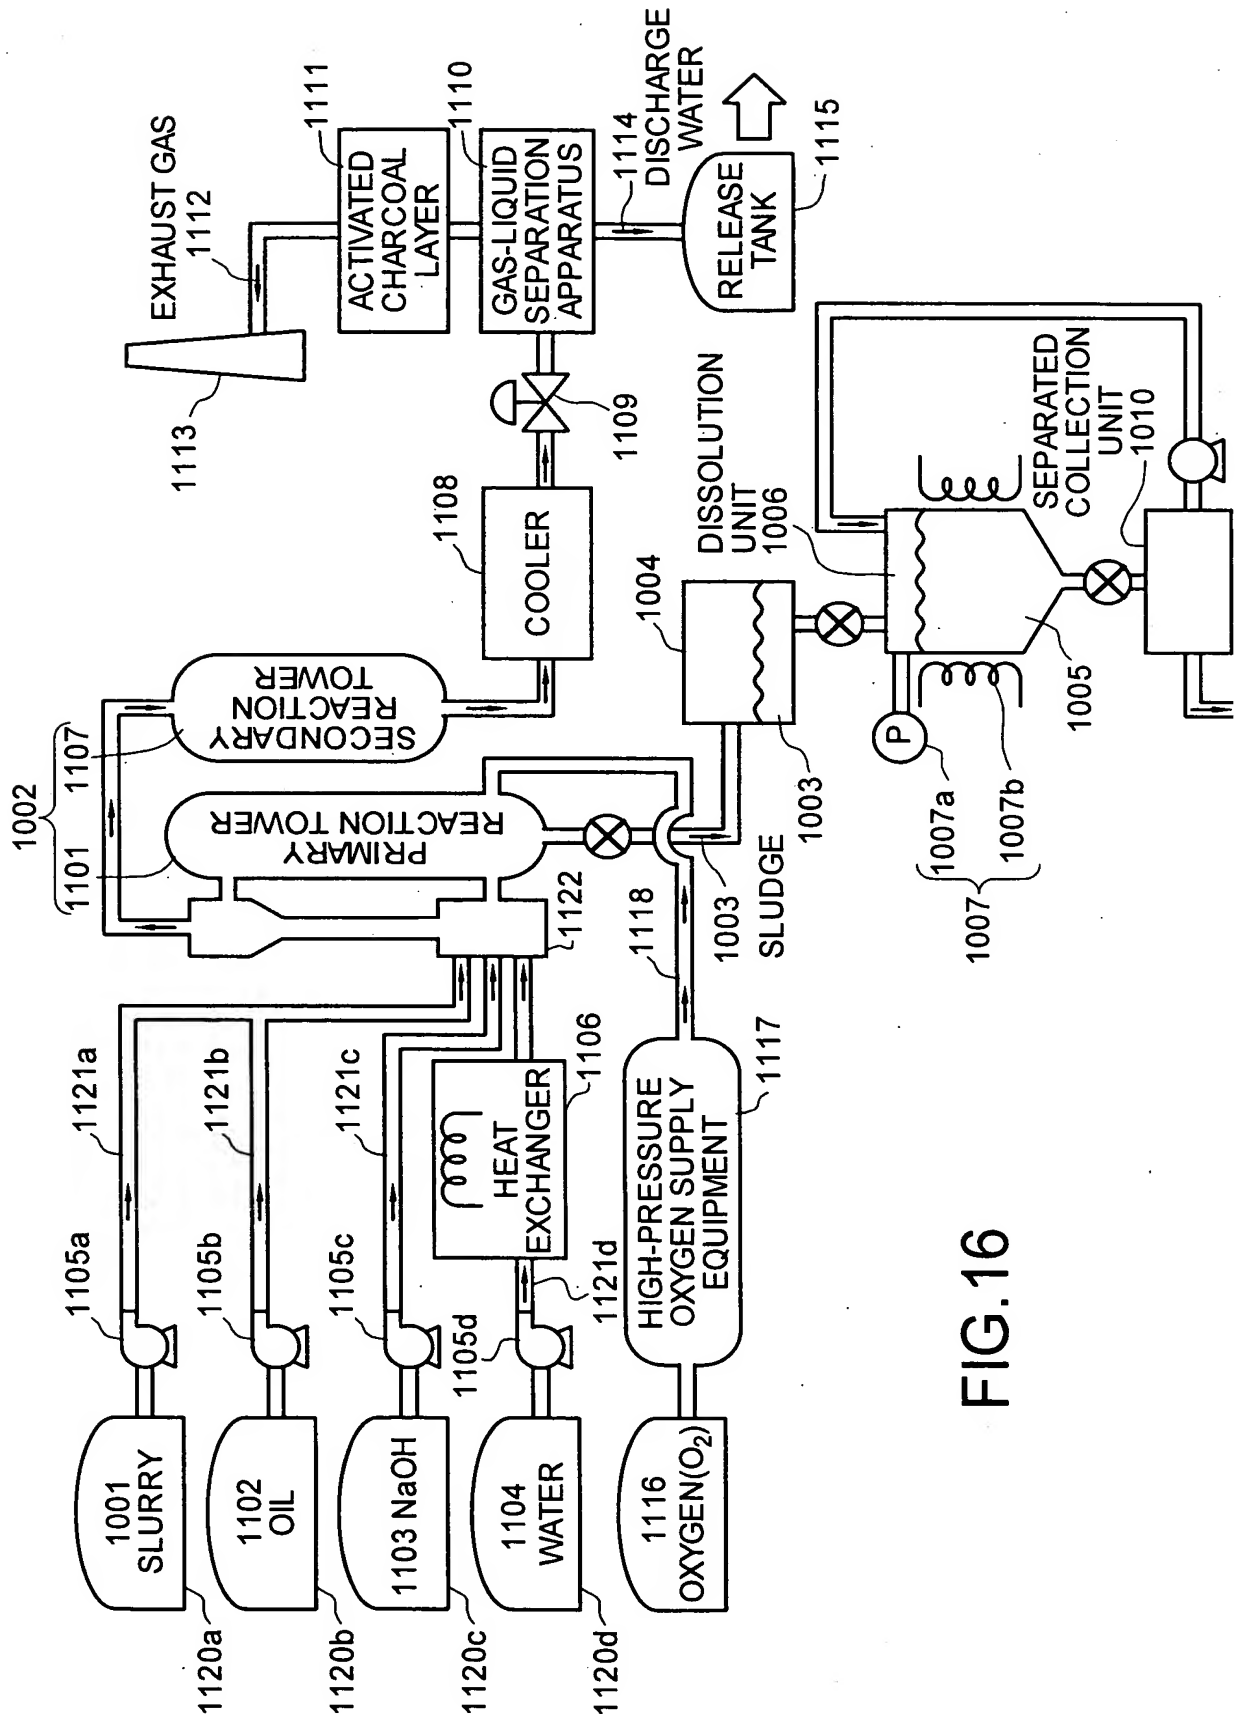 1002
1101
1107
PRIMARY
REACTION TOWER
SECONDARY
REACTION
TOWER
1113
EXHAUST GAS
1112
ACTIVATED
CHARCOAL
LAYER
1111
1108
COOLER
1109
GAS-LIQUID
SEPARATION
APPARATUS
1110
1114
DISCHARGE
WATER
RELEASE
TANK
1115
1001
SLURRY
1120a
1105a
1121a
1102
OIL
1120b
1105b
1121b
1103 NaOH
1120c
1105c
1121c
1104
WATER
1120d
1105d
1121d
HEAT
EXCHANGER
1106
1122
1116
OXYGEN(O2)
HIGH-PRESSURE
OXYGEN SUPPLY
EQUIPMENT
1117
1118
1003
SLUDGE
1003
1004
DISSOLUTION
UNIT
1006
P
1007a
1007b
1007
1005
SEPARATED
COLLECTION
UNIT
1010
FIG.16